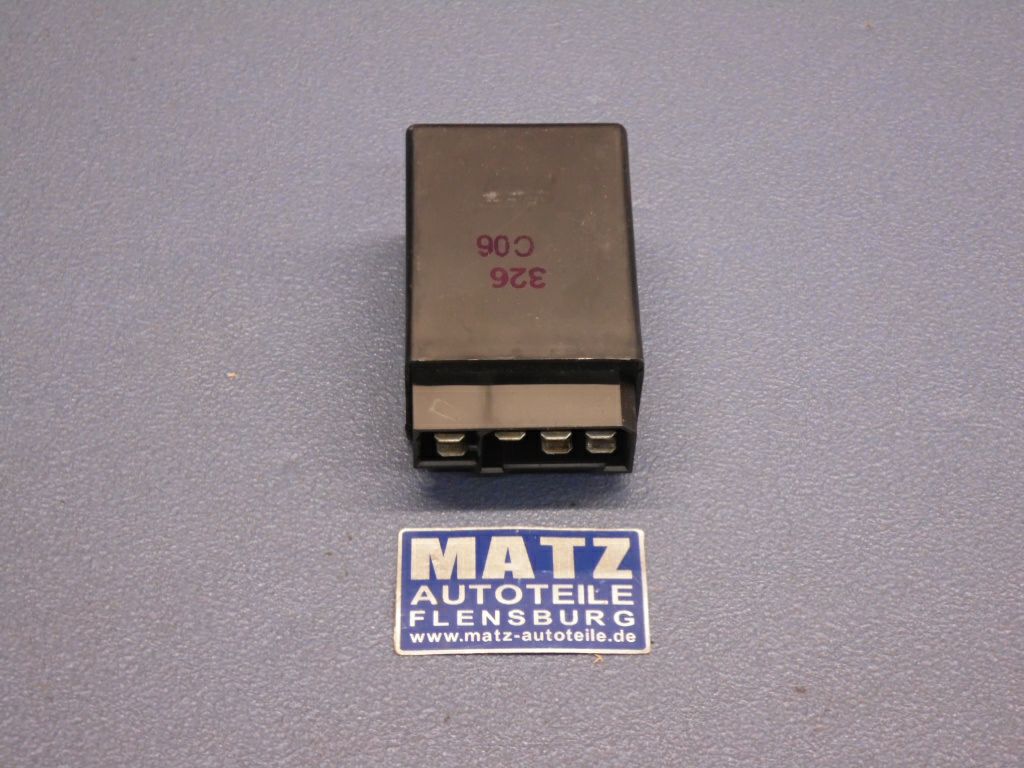 326
C06
MATZ
AUTOTEILE
FLENSBURG
www.matz-autoteile.de